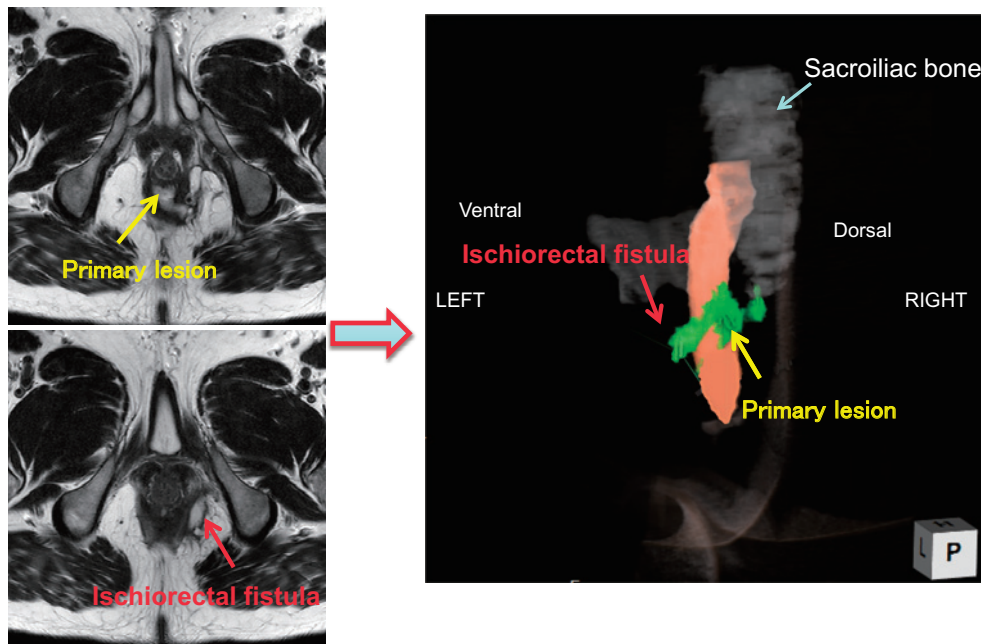 Primary lesion
Ischiorectal fistula
Sacroiliac bone
Ventral
Dorsal
Ischiorectal fistula
LEFT
RIGHT
Primary lesion
H
L
P